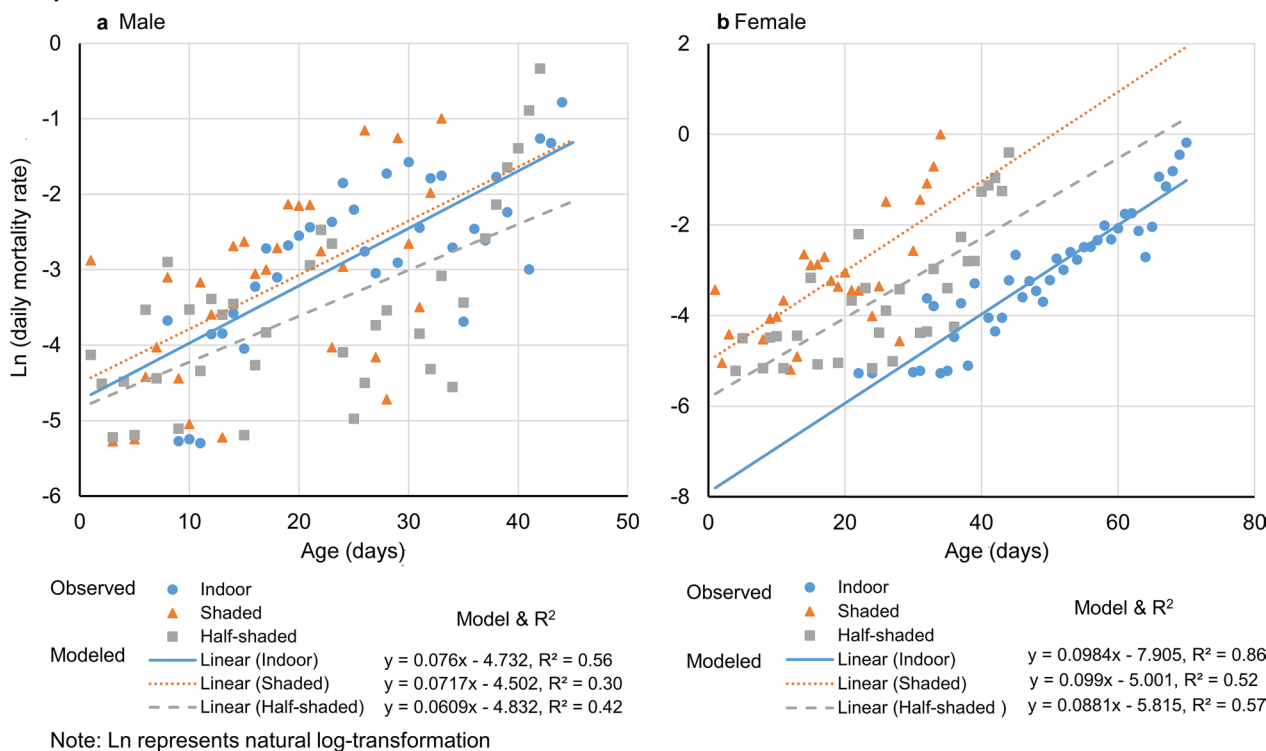 a Male
0
-1
-2
-3
-4
-5
-6
Ln (daily mortality rate)
0 10 20 30 40 50
Age (days)
Observed
Indoor
Shaded
Half-shaded
Model & R²
Modeled
Linear (Indoor) y = 0.076x - 4.732, R² = 0.56
Linear (Shaded) y = 0.0717x - 4.502, R² = 0.30
Linear (Half-shaded) y = 0.0609x - 4.832, R² = 0.42
b Female
2
0
-2
-4
-6
-8
0 20 40 60 80
Age (days)
Observed
Indoor
Shaded
Half-shaded
Model & R²
Modeled
Linear (Indoor) y = 0.0984x - 7.905, R² = 0.86
Linear (Shaded) y = 0.099x - 5.001, R² = 0.52
Linear (Half-shaded ) y = 0.0881x - 5.815, R² = 0.57
Note: Ln represents natural log-transformation